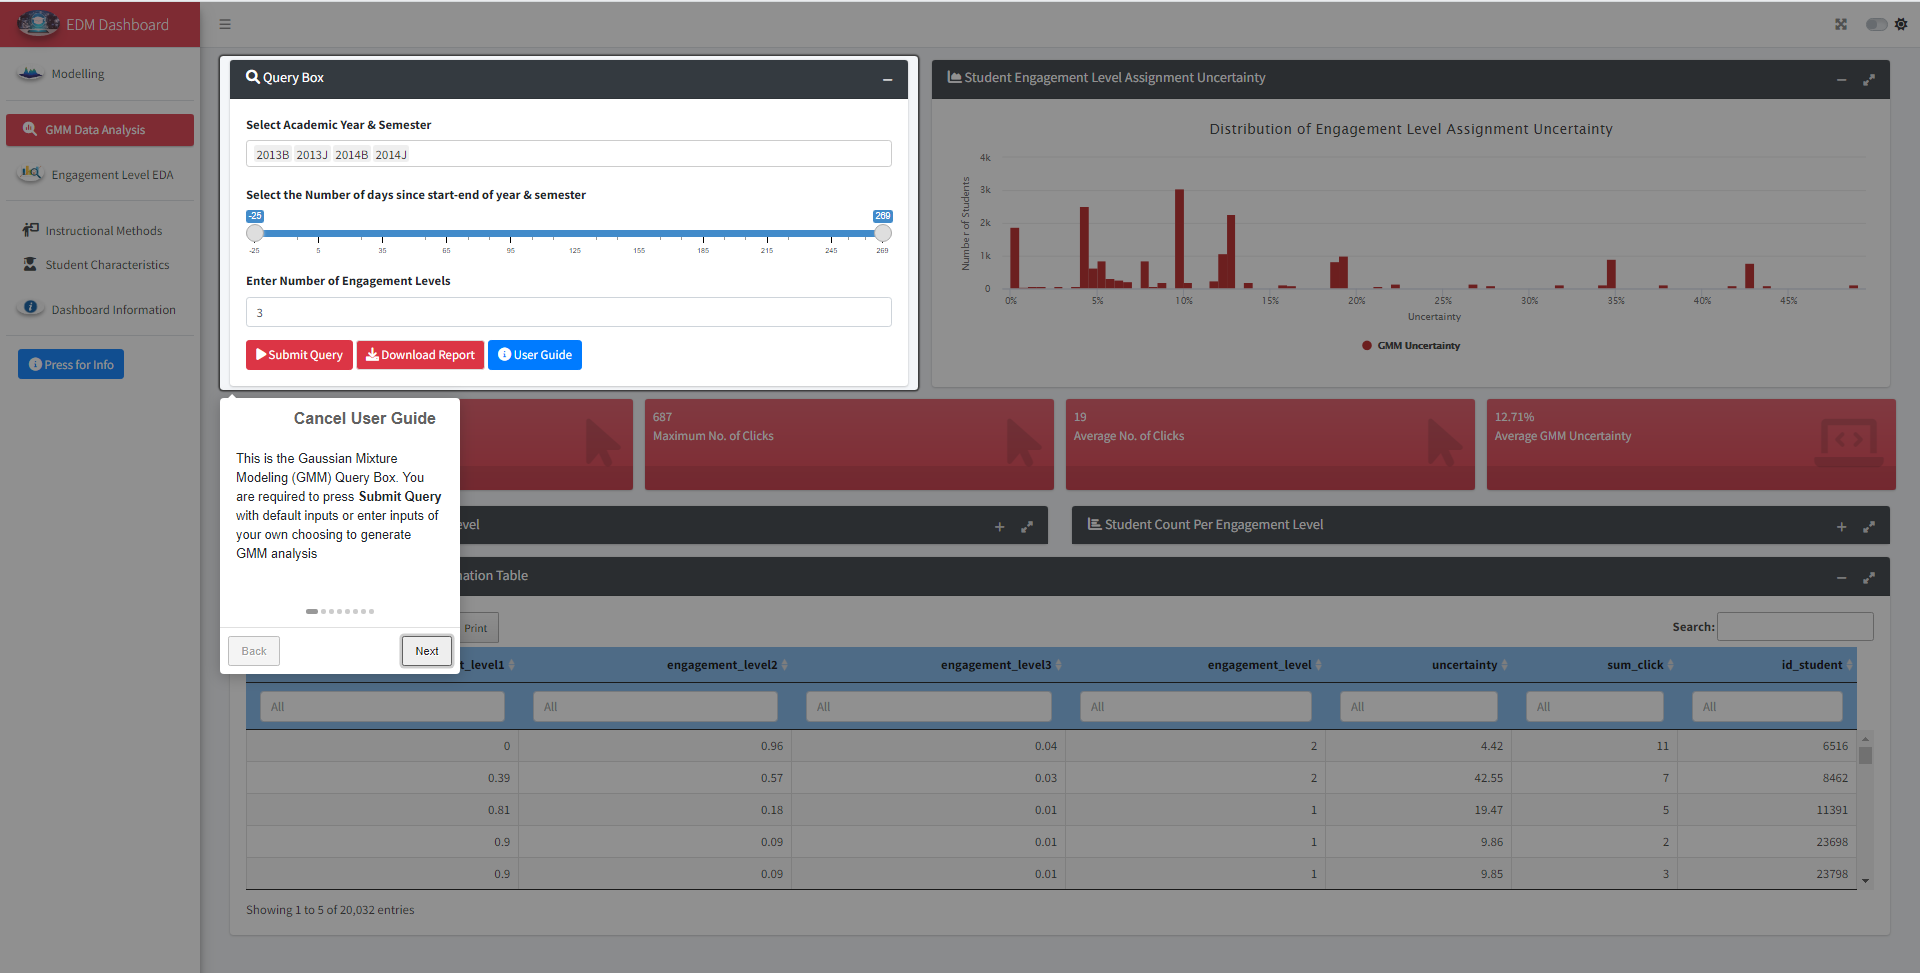 EDM Dashboard
Modelling
GMM Data Analysis
Engagement Level EDA
Instructional Methods
Student Characteristics
Dashboard Information
Press for Info
Query Box
Select Academic Year & Semester
2013B 2013J 2014B 2014J
Select the Number of days since start-end of year & semester
-25 269
-25 5 35 65 95 125 155 185 215 245 269
Enter Number of Engagement Levels
3
Submit Query Download Report User Guide
Student Engagement Level Assignment Uncertainty
Distribution of Engagement Level Assignment Uncertainty
Number of Students
4k
3k
2k
1k
0
0% 5% 10% 15% 20% 25% 30% 35% 40% 45%
Uncertainty
GMM Uncertainty
Cancel User Guide
This is the Gaussian Mixture
Modeling (GMM) Query Box. You
are required to press Submit Query
with default inputs or enter inputs of
your own choosing to generate
GMM analysis
Back Next
687
Maximum No. of Clicks
19
Average No. of Clicks
12.71%
Average GMM Uncertainty
evel
Student Count Per Engagement Level
uation Table
Print
Search:
t_level1 engagement_level2 engagement_level3 engagement_level uncertainty sum_click id_student
All All All All All All All
0 0.96 0.04 2 4.42 11 6516
0.39 0.57 0.03 2 42.55 7 8462
0.81 0.18 0.01 1 19.47 5 11391
0.9 0.09 0.01 1 9.86 2 23698
0.9 0.09 0.01 1 9.85 3 23798
Showing 1 to 5 of 20,032 entries